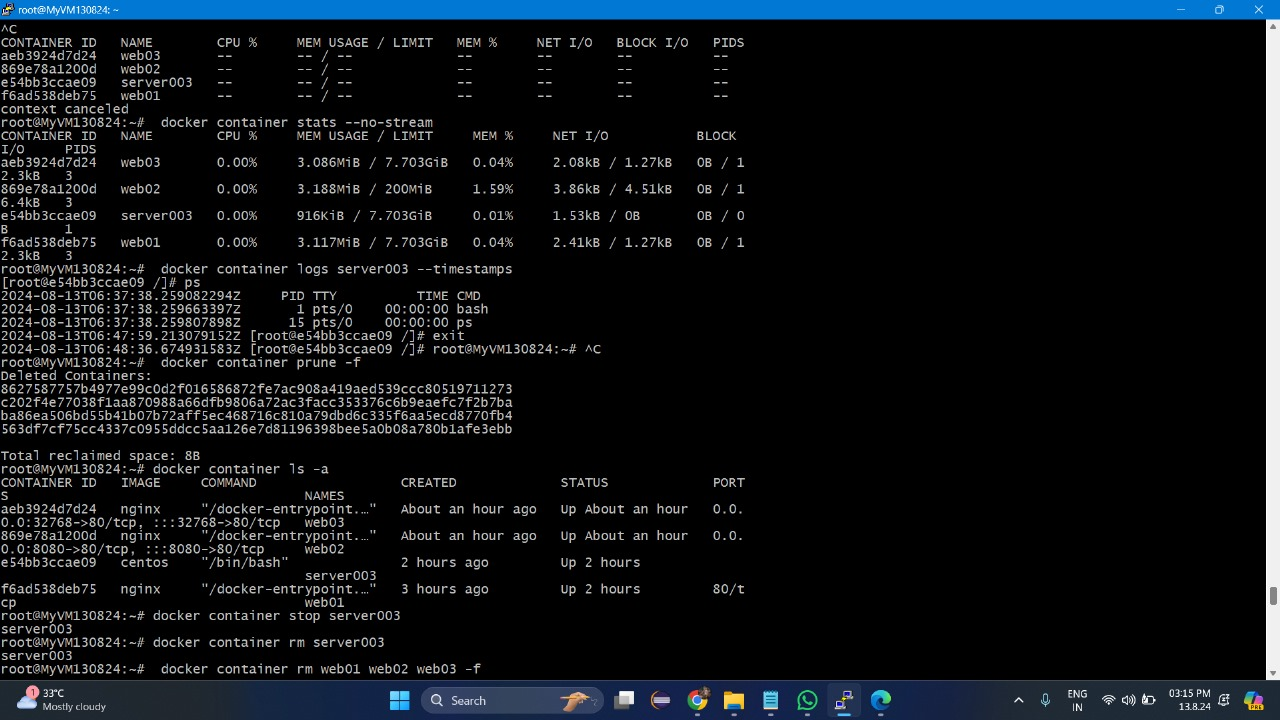 root@MyVM130824: ~
^C
CONTAINER ID   NAME        CPU %     MEM USAGE / LIMIT   MEM %     NET I/O   BLOCK I/O   PIDS
aeb3924d7d24   web03       --        -- / --             --        --        --          --
869e78a1200d   web02       --        -- / --             --        --        --          --
e54bb3ccae09   server003   --        -- / --             --        --        --          --
f6ad538deb75   web01       --        -- / --             --        --        --          --
context canceled
root@MyVM130824:~#  docker container stats --no-stream
CONTAINER ID   NAME        CPU %     MEM USAGE / LIMIT     MEM %     NET I/O           BLOCK
I/O     PIDS
aeb3924d7d24   web03       0.00%     3.086MiB / 7.703GiB   0.04%     2.08kB / 1.27kB   0B / 1
2.3kB   3
869e78a1200d   web02       0.00%     3.188MiB / 200MiB     1.59%     3.86kB / 4.51kB   0B / 1
6.4kB   3
e54bb3ccae09   server003   0.00%     916KiB / 7.703GiB     0.01%     1.53kB / 0B       0B / 0
B       1
f6ad538deb75   web01       0.00%     3.117MiB / 7.703GiB   0.04%     2.41kB / 1.27kB   0B / 1
2.3kB   3
root@MyVM130824:~#  docker container logs server003 --timestamps
[root@e54bb3ccae09 /]# ps
2024-08-13T06:37:38.259082294Z     PID TTY          TIME CMD
2024-08-13T06:37:38.259663397Z       1 pts/0    00:00:00 bash
2024-08-13T06:37:38.259807898Z      15 pts/0    00:00:00 ps
2024-08-13T06:47:59.213079152Z [root@e54bb3ccae09 /]# exit
2024-08-13T06:48:36.674931583Z [root@e54bb3ccae09 /]# root@MyVM130824:~# ^C
root@MyVM130824:~#  docker container prune -f
Deleted Containers:
8627587757b4977e99c0d2f016586872fe7ac908a419aed539ccc80519711273
c202f4e77038f1aa870988a66dfb9806a72ac3facc353376c6b9eaefc7f2b7ba
ba86ea506bd55b41b07b72aff5ec468716c810a79dbd6c335f6aa5ecd8770fb4
563df7cf75cc4337c0955ddcc5aa126e7d81196398bee5a0b08a780b1afe3ebb
Total reclaimed space: 8B
root@MyVM130824:~# docker container ls -a
CONTAINER ID   IMAGE     COMMAND                  CREATED             STATUS             PORT
S                                     NAMES
aeb3924d7d24   nginx     "/docker-entrypoint.…"   About an hour ago   Up About an hour   0.0.
0.0:32768->80/tcp, :::32768->80/tcp   web03
869e78a1200d   nginx     "/docker-entrypoint.…"   About an hour ago   Up About an hour   0.0.
0.0:8080->80/tcp, :::8080->80/tcp     web02
e54bb3ccae09   centos    "/bin/bash"              2 hours ago         Up 2 hours
server003
f6ad538deb75   nginx     "/docker-entrypoint.…"   3 hours ago         Up 2 hours         80/t
cp                                    web01
root@MyVM130824:~# docker container stop server003
server003
root@MyVM130824:~# docker container rm server003
server003
root@MyVM130824:~#  docker container rm web01 web02 web03 -f
1
33°C
Mostly cloudy
Search
ENG
IN
03:15 PM
13.8.24
PRE